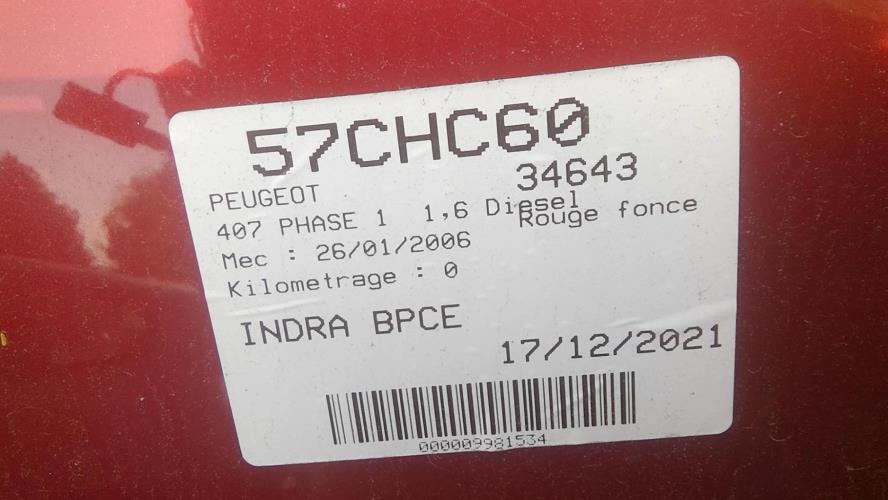 57CHC60
34643
PEUGEOT
407 PHASE 1 1,6 Diesel
Rouge fonce
Mec : 26/01/2006
Kilometrage : 0
INDRA BPCE
17/12/2021
000009981534